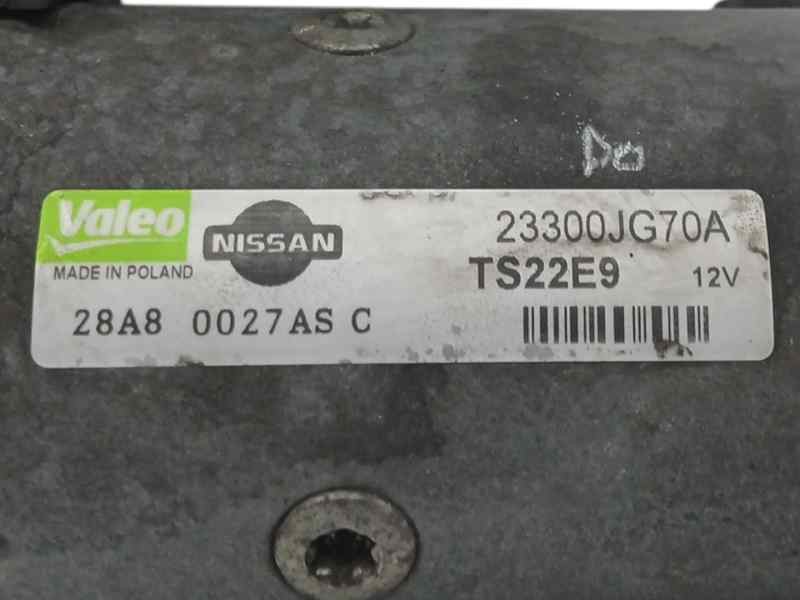 Valeo
MADE IN POLAND
NISSAN
23300JG70A
TS22E9 12V
28A8 0027AS C